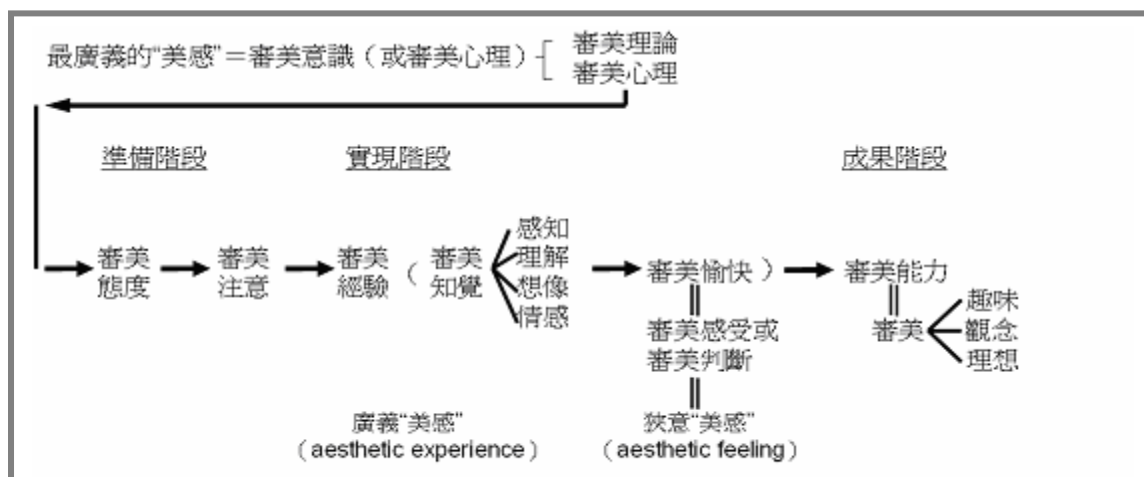 最廣義的“美感”＝審美意識（或審美心理）
審美理論
審美心理
準備階段 實現階段 成果階段
審美
態度
審美
注意
審美
經驗
（
審美
知覺
感知
理解
想像
情感
審美愉快）
審美感受或
審美判斷
審美能力
審美
趣味
觀念
理想
廣義“美感”
（aesthetic experience）
狹意“美感”
（aesthetic feeling）